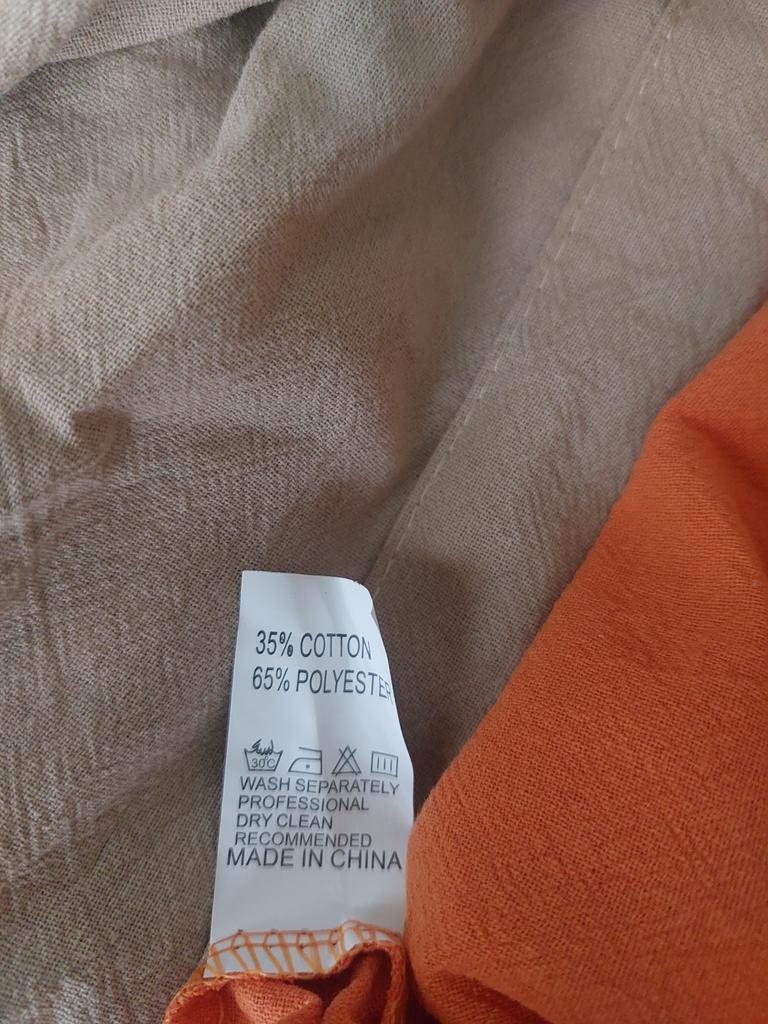 35% COTTON
65% POLYESTER
30°C
WASH SEPARATELY
PROFESSIONAL
DRY CLEAN
RECOMMENDED
MADE IN CHINA